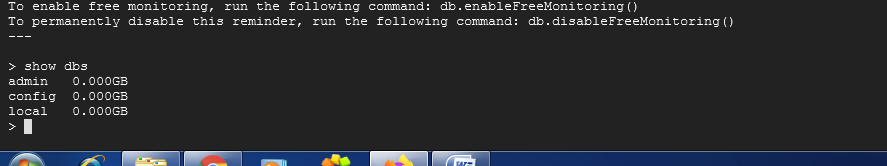 To enable free monitoring, run the following command: db.enableFreeMonitoring()
To permanently disable this reminder, run the following command: db.disableFreeMonitoring()
---
> show dbs
admin   0.000GB
config  0.000GB
local   0.000GB
>